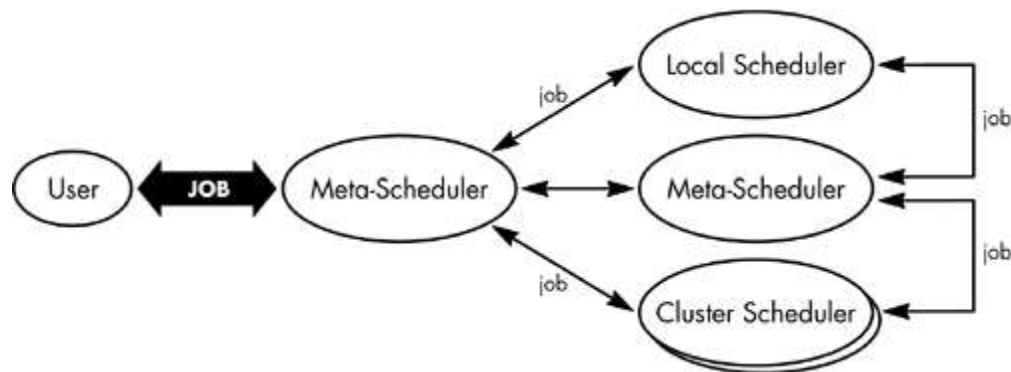 Local Scheduler
job
job
User
JOB
Meta-Scheduler
Meta-Scheduler
job
job
Cluster Scheduler